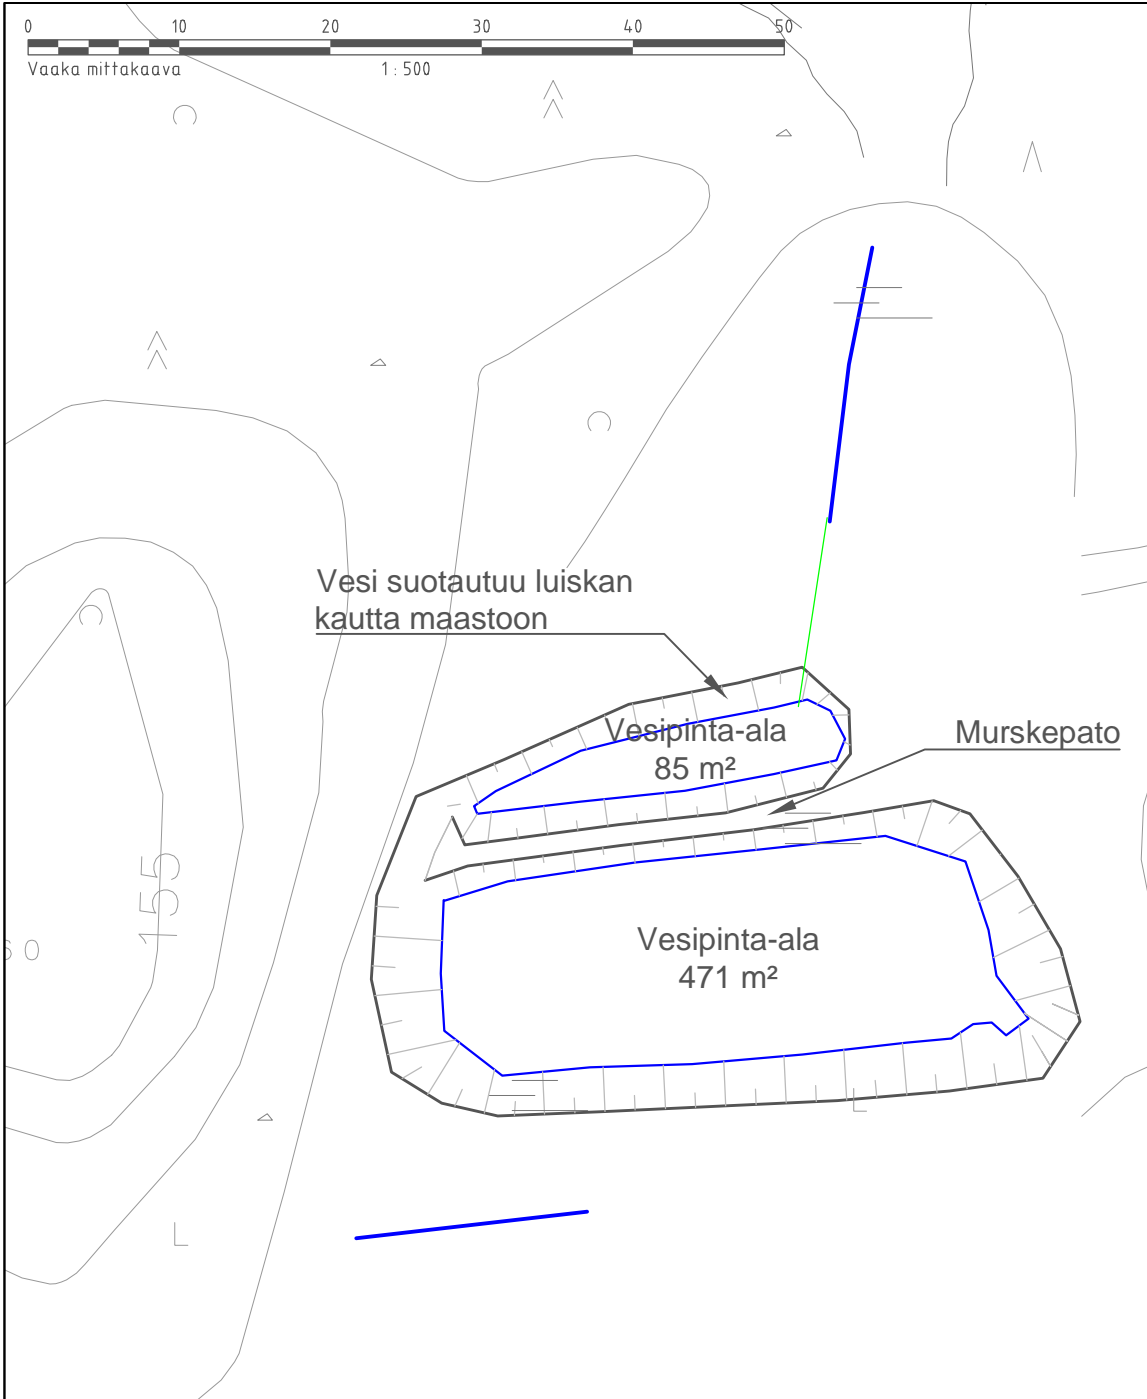 0 10 20 30 40 50
Vaaka mittakaava 1:500
Vesi suotautuu luiskan
kautta maastoon
Vesipinta-ala
85 m²
Murskepato
155
Vesipinta-ala
471 m²